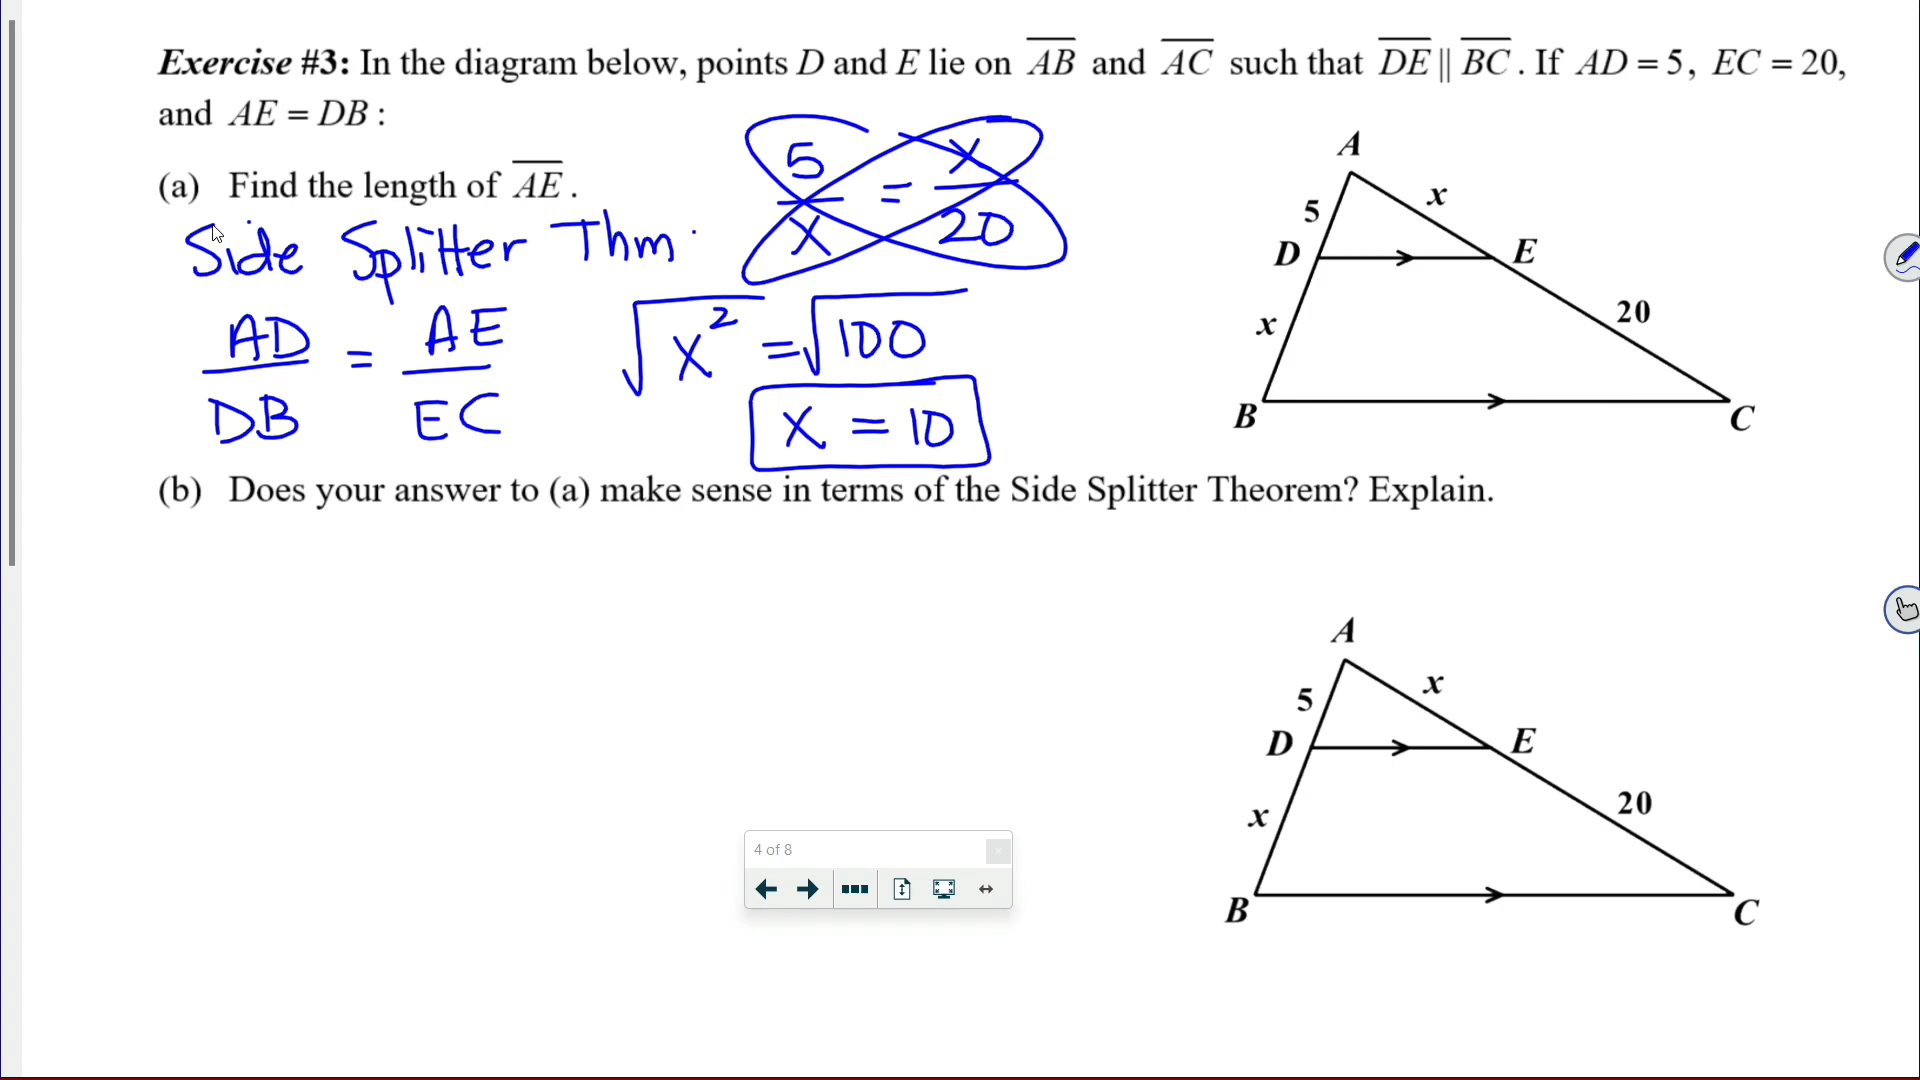 Exercise #3: In the diagram below, points D and E lie on AB and AC such that DE || BC. If AD = 5, EC = 20,
and AE = DB:
(a) Find the length of AE.
Side Splitter Thm.
AD/DB = AE/EC
5/x = x/20
√x² = √100
x = 10
A
5
x
D
E
x
20
B
C
(b) Does your answer to (a) make sense in terms of the Side Splitter Theorem? Explain.
A
5
x
D
E
x
20
B
C
4 of 8